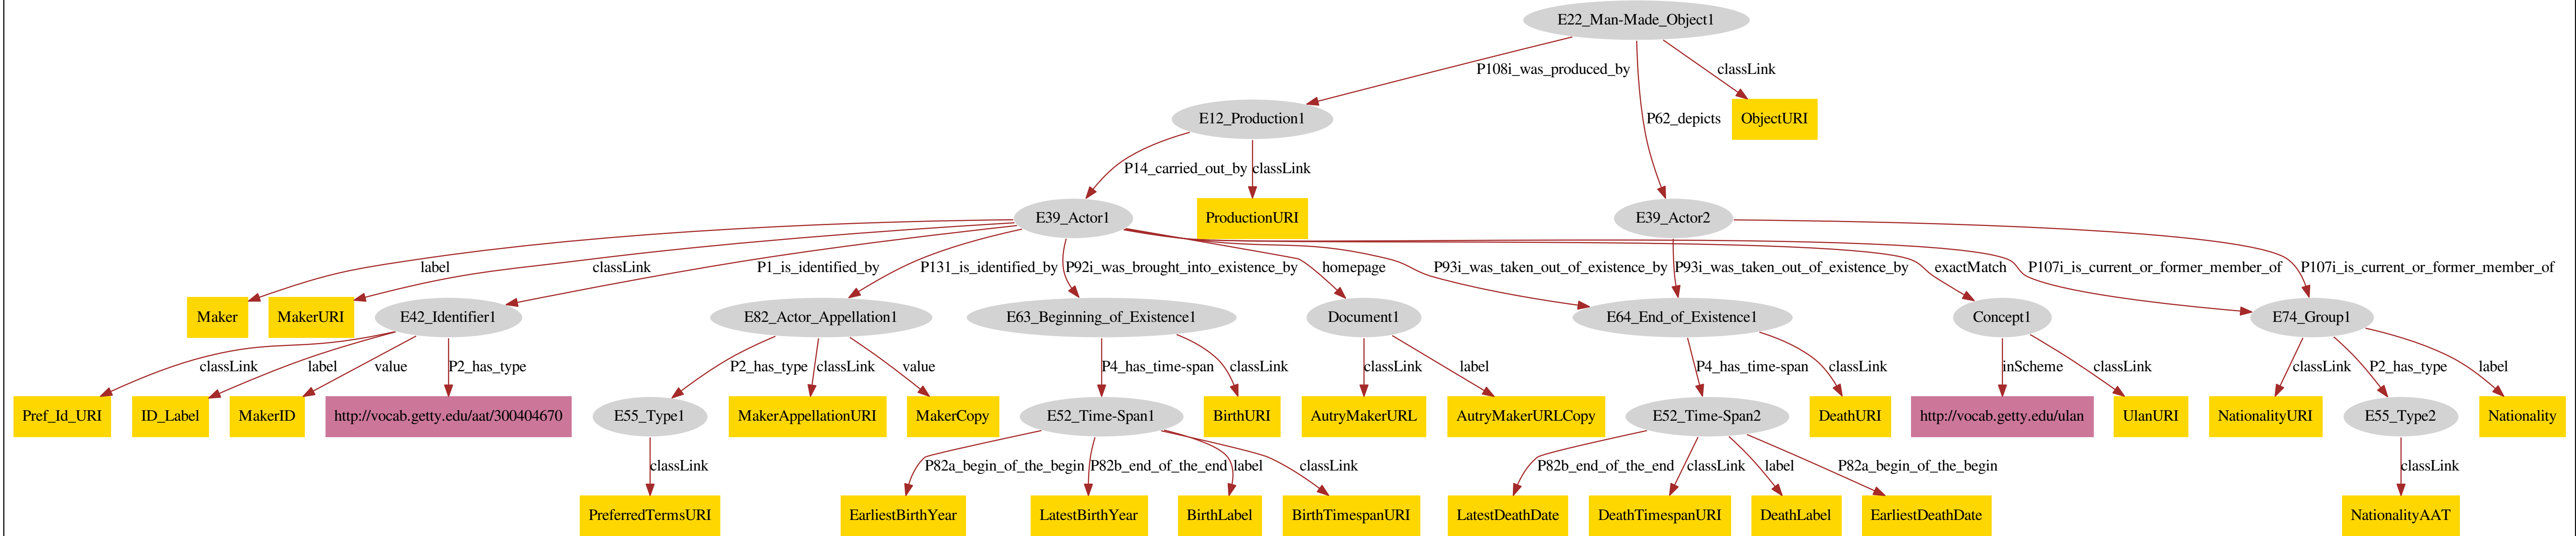 E22_Man-Made_Object1
P108i_was_produced_by
classLink
E12_Production1
P62_depicts
ObjectURI
P14_carried_out_by
classLink
E39_Actor1
ProductionURI
E39_Actor2
label
classLink
P1_is_identified_by
P131_is_identified_by
P92i_was_brought_into_existence_by
homepage
P93i_was_taken_out_of_existence_by
P93i_was_taken_out_of_existence_by
exactMatch
P107i_is_current_or_former_member_of
P107i_is_current_or_former_member_of
Maker
MakerURI
E42_Identifier1
E82_Actor_Appellation1
E63_Beginning_of_Existence1
Document1
E64_End_of_Existence1
Concept1
E74_Group1
classLink
label
value
P2_has_type
P2_has_type
classLink
value
P4_has_time-span
classLink
classLink
label
P4_has_time-span
classLink
inScheme
classLink
classLink
P2_has_type
label
Pref_Id_URI
ID_Label
MakerID
http://vocab.getty.edu/aat/300404670
E55_Type1
MakerAppellationURI
MakerCopy
E52_Time-Span1
BirthURI
AutryMakerURL
AutryMakerURLCopy
E52_Time-Span2
DeathURI
http://vocab.getty.edu/ulan
UlanURI
NationalityURI
E55_Type2
Nationality
classLink
P82a_begin_of_the_begin
P82b_end_of_the_end
label
classLink
P82b_end_of_the_end
classLink
label
P82a_begin_of_the_begin
classLink
PreferredTermsURI
EarliestBirthYear
LatestBirthYear
BirthLabel
BirthTimespanURI
LatestDeathDate
DeathTimespanURI
DeathLabel
EarliestDeathDate
NationalityAAT